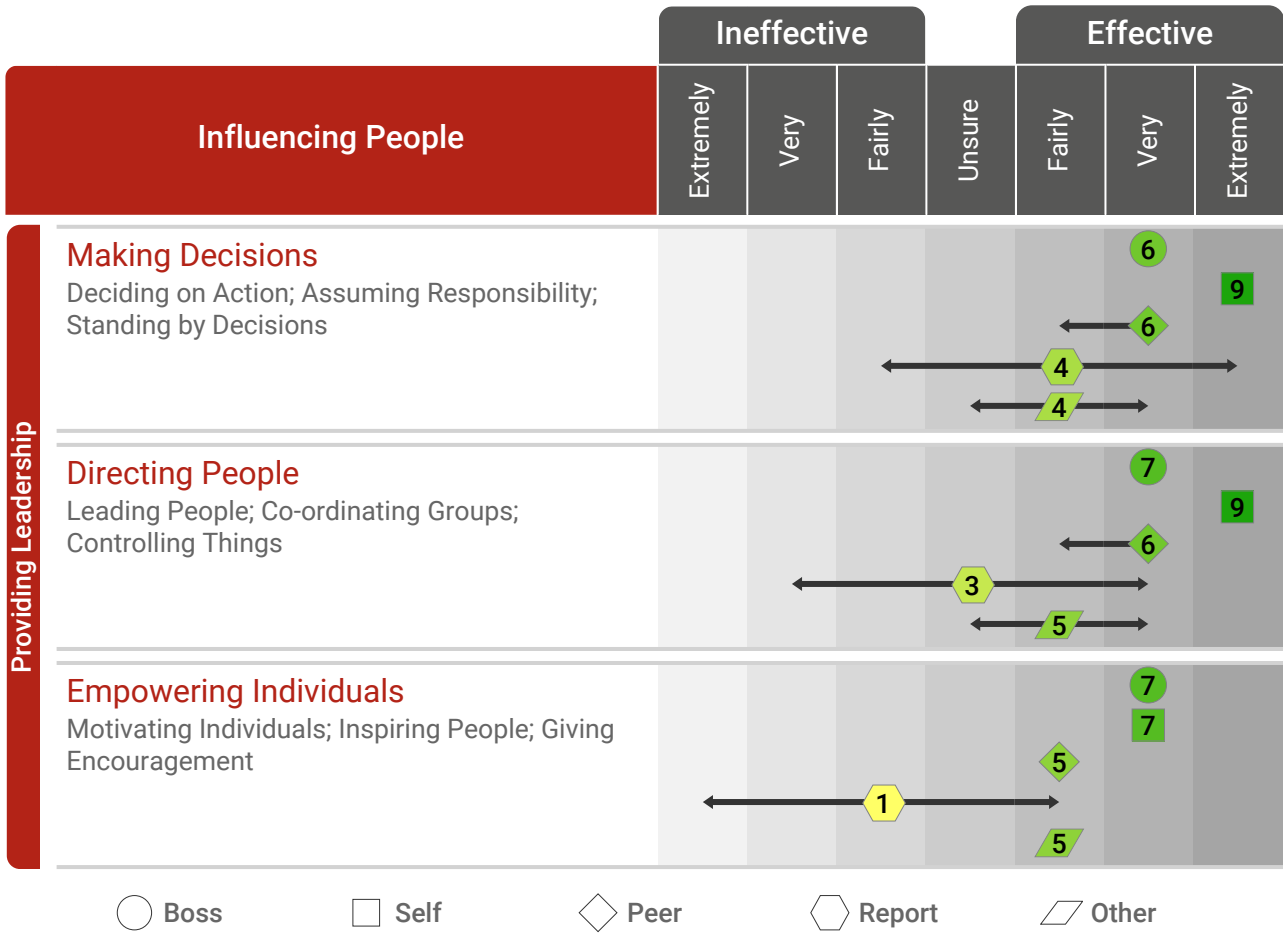 Ineffective
Effective
Influencing People
Extremely
Very
Fairly
Unsure
Fairly
Very
Extremely
Providing Leadership
Making Decisions
Deciding on Action; Assuming Responsibility;
Standing by Decisions
6
9
6
4
4
Directing People
Leading People; Co-ordinating Groups;
Controlling Things
7
9
6
3
5
Empowering Individuals
Motivating Individuals; Inspiring People; Giving
Encouragement
7
7
5
1
5
Boss
Self
Peer
Report
Other